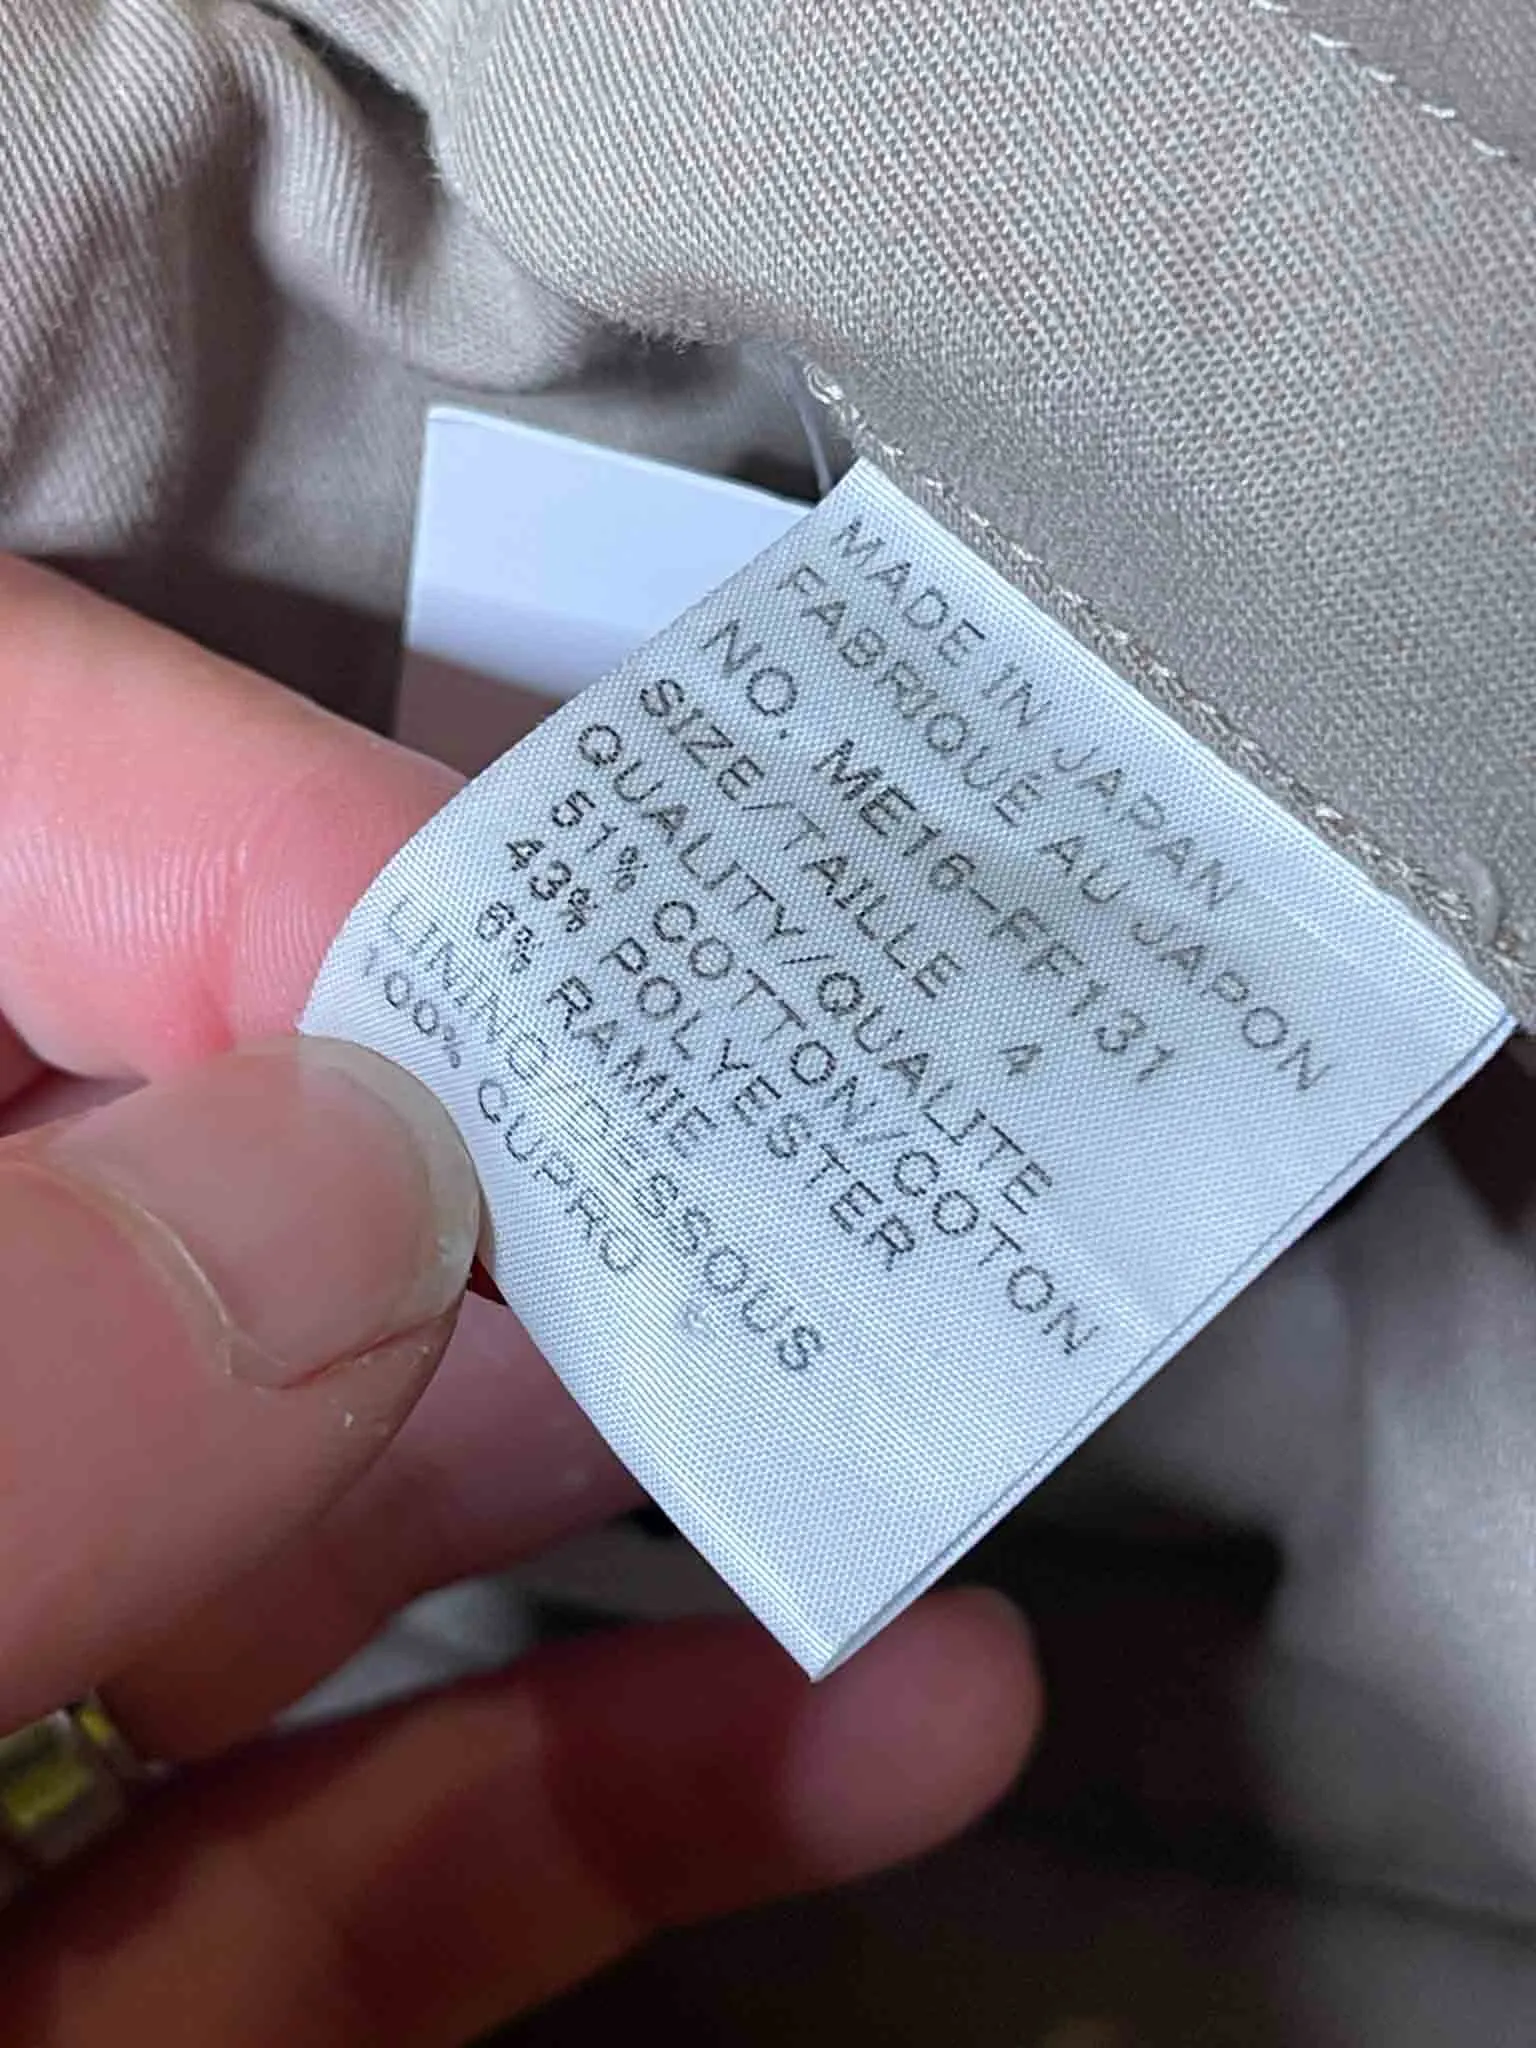 MADE IN JAPAN
FABRIQUE AU JAPON
NO. ME16-FF131
SIZE/TAILLE A
QUALITY/QUALITE
51% COTTON/COTON
43% POLYESTER
6% RAMIE
LINING/DESSOUS
100% CUPRO